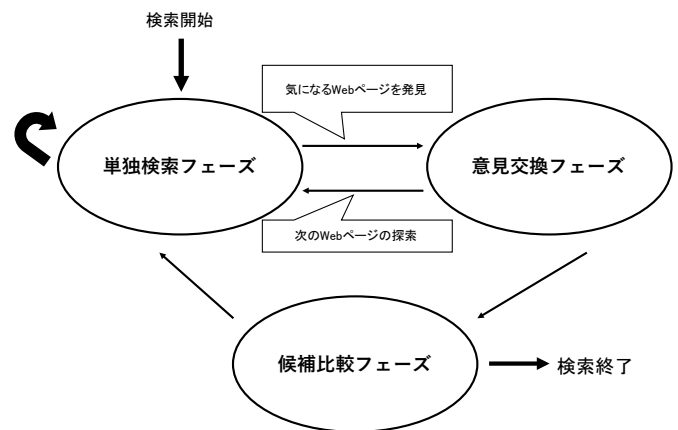 検索開始
気になるWebページを発見
単独検索フェーズ
意見交換フェーズ
次のWebページの探索
候補比較フェーズ
検索終了